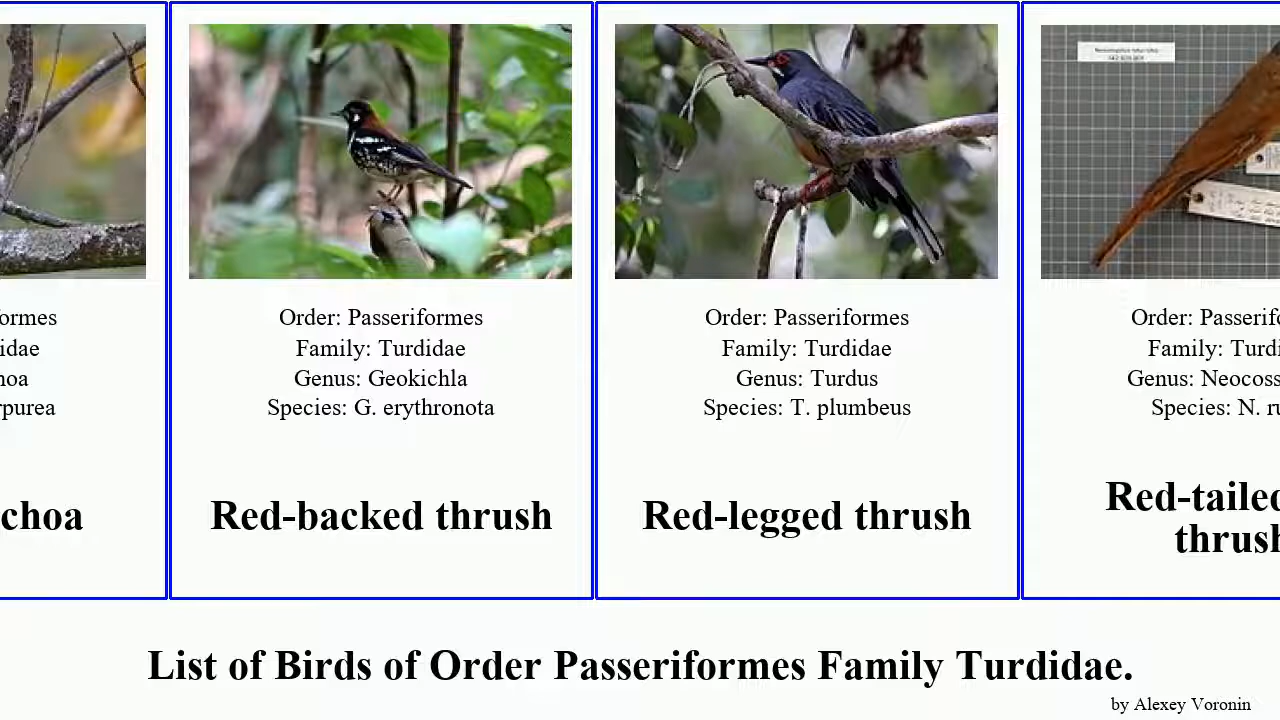 ormes
idae
hoa
rpurea
choa
Order: Passeriformes
Family: Turdidae
Genus: Geokichla
Species: G. erythronota
Red-backed thrush
Order: Passeriformes
Family: Turdidae
Genus: Turdus
Species: T. plumbeus
Red-legged thrush
Order: Passerif
Family: Turdi
Genus: Neocoss
Species: N. ru
Red-tailed
thrush
List of Birds of Order Passeriformes Family Turdidae.
by Alexey Voronin